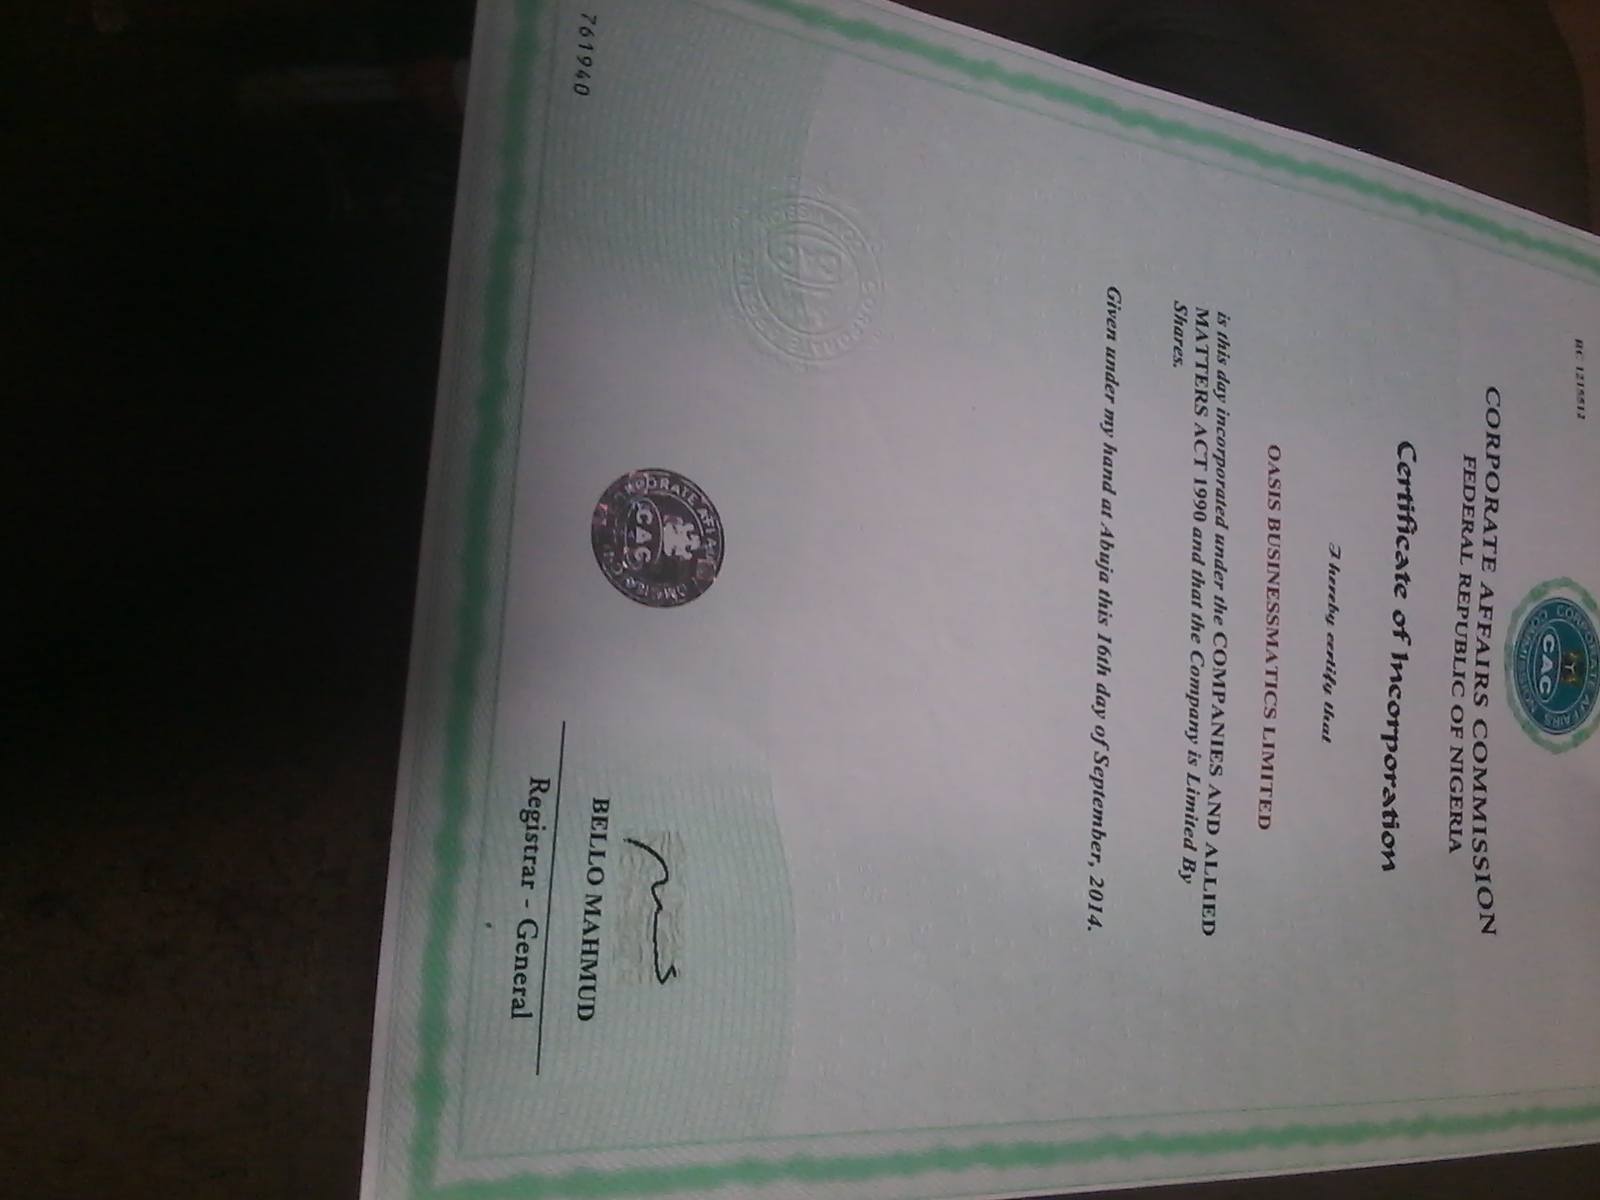 RC 1215512
CORPORATE AFFAIRS COMMISSION
CAC
CORPORATE AFFAIRS COMMISSION
FEDERAL REPUBLIC OF NIGERIA
Certificate of Incorporation
I hereby certify that
OASIS BUSINESSMATICS LIMITED
is this day incorporated under the COMPANIES AND ALLIED
MATTERS ACT 1990 and that the Company is Limited By
Shares.
Given under my hand at Abuja this 16th day of September, 2014.
CORPORATE
CAC
761940
BELLO MAHMUD
Registrar - General